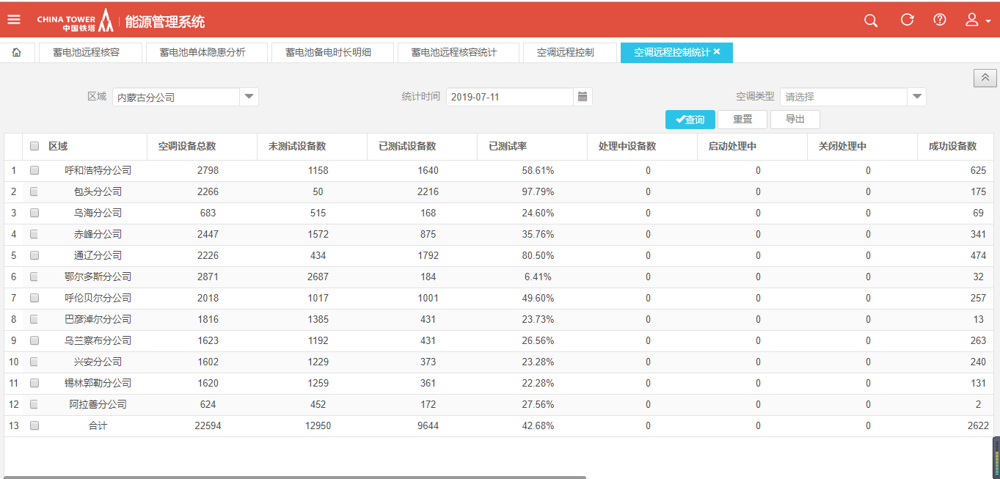 CHINA TOWER
中国铁塔
能源管理系统
蓄电池远程核容 蓄电池单体隐患分析 蓄电池备电时长明细 蓄电池远程核容统计 空调远程控制 空调远程控制统计
区域 内蒙古分公司 统计时间 2019-07-11 空调类型 请选择
查询 重置 导出
区域 空调设备总数 未测试设备数 已测试设备数 已测试率 处理中设备数 启动处理中 关闭处理中 成功设备数
1 呼和浩特分公司 2798 1158 1640 58.61% 0 0 0 625
2 包头分公司 2266 50 2216 97.79% 0 0 0 175
3 乌海分公司 683 515 168 24.60% 0 0 0 69
4 赤峰分公司 2447 1572 875 35.76% 0 0 0 341
5 通辽分公司 2226 434 1792 80.50% 0 0 0 474
6 鄂尔多斯分公司 2871 2687 184 6.41% 0 0 0 32
7 呼伦贝尔分公司 2018 1017 1001 49.60% 0 0 0 257
8 巴彦淖尔分公司 1816 1385 431 23.73% 0 0 0 13
9 乌兰察布分公司 1623 1192 431 26.56% 0 0 0 263
10 兴安分公司 1602 1229 373 23.28% 0 0 0 240
11 锡林郭勒分公司 1620 1259 361 22.28% 0 0 0 131
12 阿拉善分公司 624 452 172 27.56% 0 0 0 2
13 合计 22594 12950 9644 42.68% 0 0 0 2622